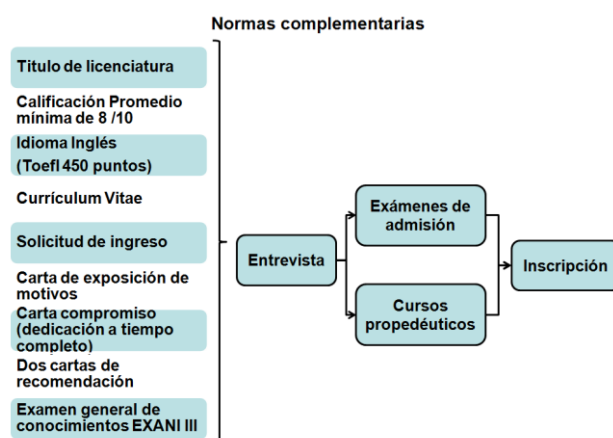 Normas complementarias
Titulo de licenciatura
Calificación Promedio
mínima de 8 /10
Idioma Inglés
(Toefl 450 puntos)
Currículum Vitae
Solicitud de ingreso
Carta de exposición de
motivos
Carta compromiso
(dedicación a tiempo
completo)
Dos cartas de
recomendación
Examen general de
conocimientos EXANI III
Entrevista
Exámenes de
admisión
Cursos
propedéuticos
Inscripción